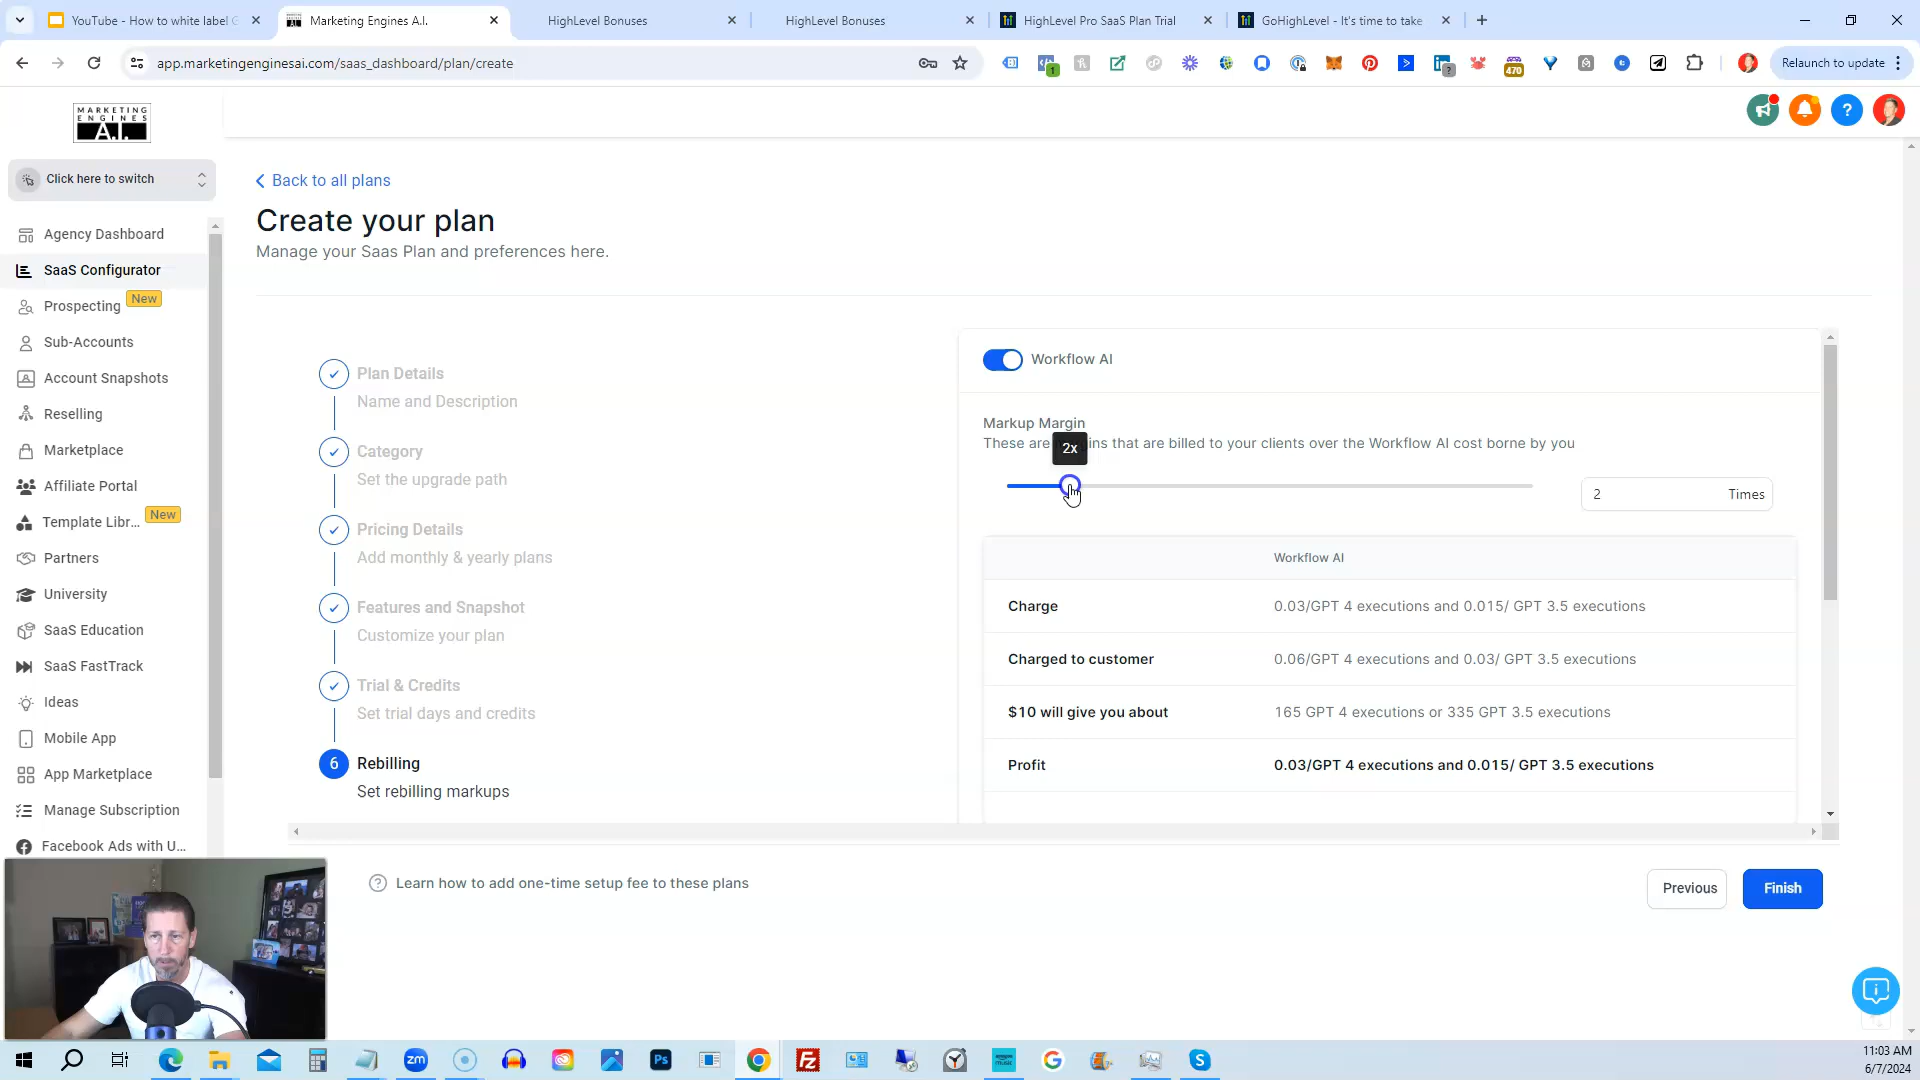 YouTube - How to white label G
Marketing Engines A.I.
HighLevel Bonuses
HighLevel Bonuses
HighLevel Pro SaaS Plan Trial
GoHighLevel - It's time to take
app.marketingenginesai.com/saas_dashboard/plan/create
1
470
Relaunch to update
MARKETING
ENGINES
A.I.
Click here to switch
Agency Dashboard
SaaS Configurator
Prospecting
New
Sub-Accounts
Account Snapshots
Reselling
Marketplace
Affiliate Portal
Template Libr...
New
Partners
University
SaaS Education
SaaS FastTrack
Ideas
Mobile App
App Marketplace
Manage Subscription
Facebook Ads with U...
Back to all plans
Create your plan
Manage your Saas Plan and preferences here.
Plan Details
Name and Description
Category
Set the upgrade path
Pricing Details
Add monthly & yearly plans
Features and Snapshot
Customize your plan
Trial & Credits
Set trial days and credits
6
Rebilling
Set rebilling markups
Workflow AI
Markup Margin
These are margins that are billed to your clients over the Workflow AI cost borne by you
2x
2 Times
Workflow AI
Charge 0.03/GPT 4 executions and 0.015/ GPT 3.5 executions
Charged to customer 0.06/GPT 4 executions and 0.03/ GPT 3.5 executions
$10 will give you about 165 GPT 4 executions or 335 GPT 3.5 executions
Profit 0.03/GPT 4 executions and 0.015/ GPT 3.5 executions
Learn how to add one-time setup fee to these plans
Previous
Finish
zm
Ps
11:03 AM
6/7/2024